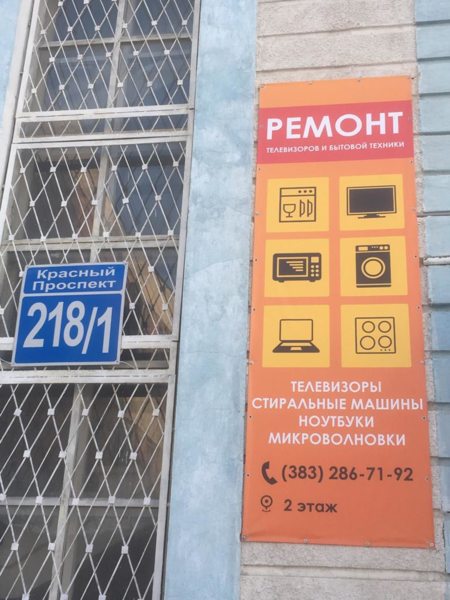 Красный
Проспект
218/1
РЕМОНТ
ТЕЛЕВИЗОРОВ И БЫТОВОЙ ТЕХНИКИ
ТЕЛЕВИЗОРЫ
СТИРАЛЬНЫЕ МАШИНЫ
НОУТБУКИ
МИКРОВОЛНОВКИ
(383) 286-71-92
2 этаж